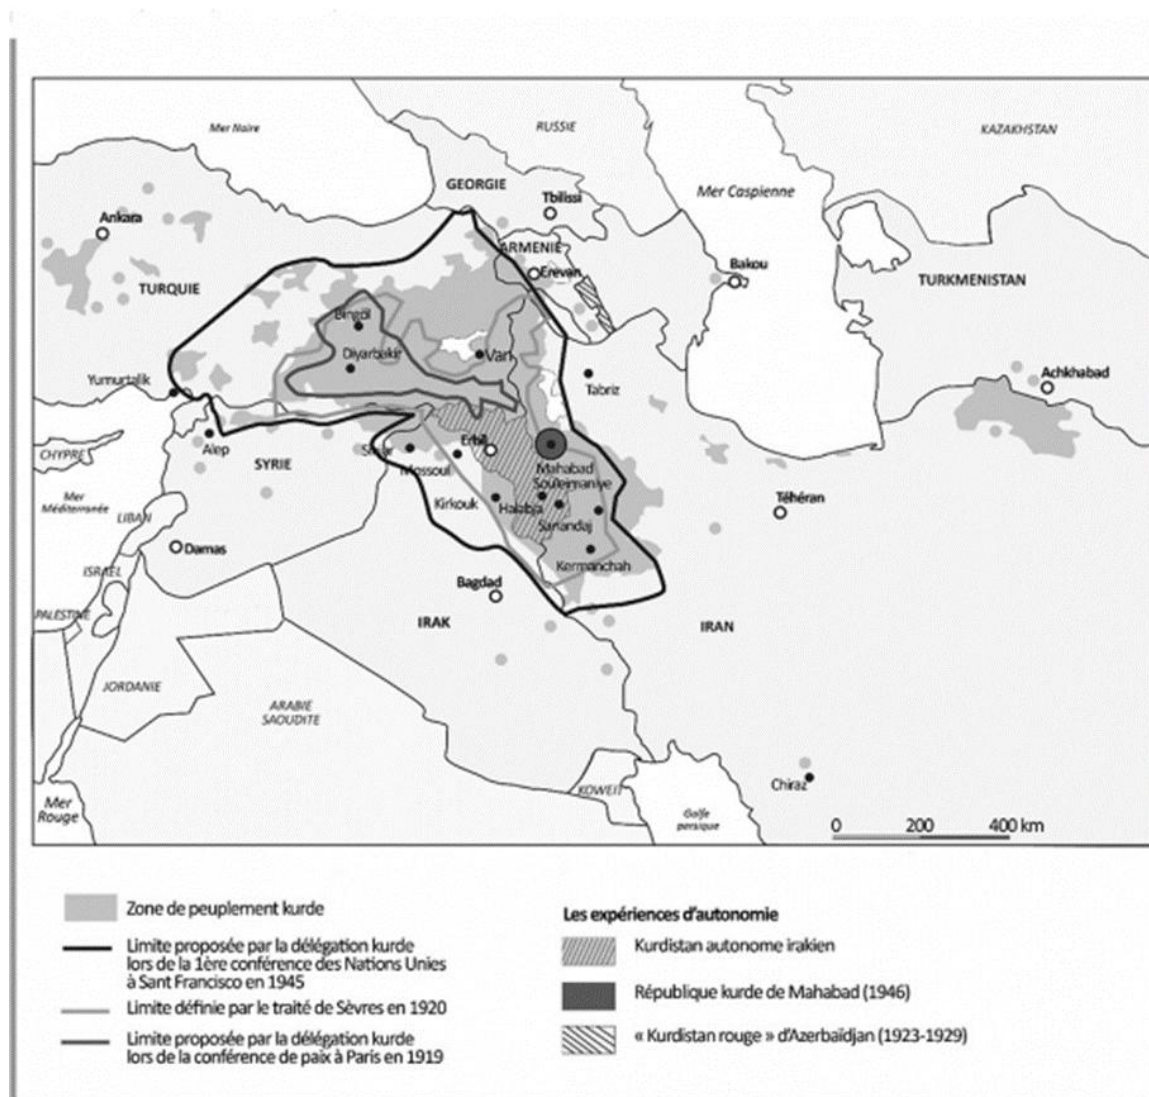 Mer Noire
RUSSIE
KAZAKHSTAN
GEORGIE
Tbilissi
Mer Caspienne
Ankara
ARMENIE
Erevan
Bakou
TURQUIE
TURKMENISTAN
Bingöl
Diyarbakir
Van
Yumurtalik
Tabriz
Achkhabad
Alep
Erbil
CHYPRE
SYRIE
Mossoul
Mahabad
Souleimaniye
Mer
Méditerranée
Kirkouk
Halabja
Téhéran
LIBAN
Sanandaj
Damas
Kermanchah
ISRAËL
Bagdad
PALESTINE
IRAK
IRAN
JORDANIE
ARABIE
SAOUDITE
Chiraz
KOWEIT
Mer
Rouge
Golfe
persique
0 200 400 km
Zone de peuplement kurde
Limite proposée par la délégation kurde
lors de la 1ère conférence des Nations Unies
à Sant Francisco en 1945
Limite définie par le traité de Sèvres en 1920
Limite proposée par la délégation kurde
lors de la conférence de paix à Paris en 1919
Les expériences d'autonomie
Kurdistan autonome irakien
République kurde de Mahabad (1946)
« Kurdistan rouge » d'Azerbaïdjan (1923-1929)